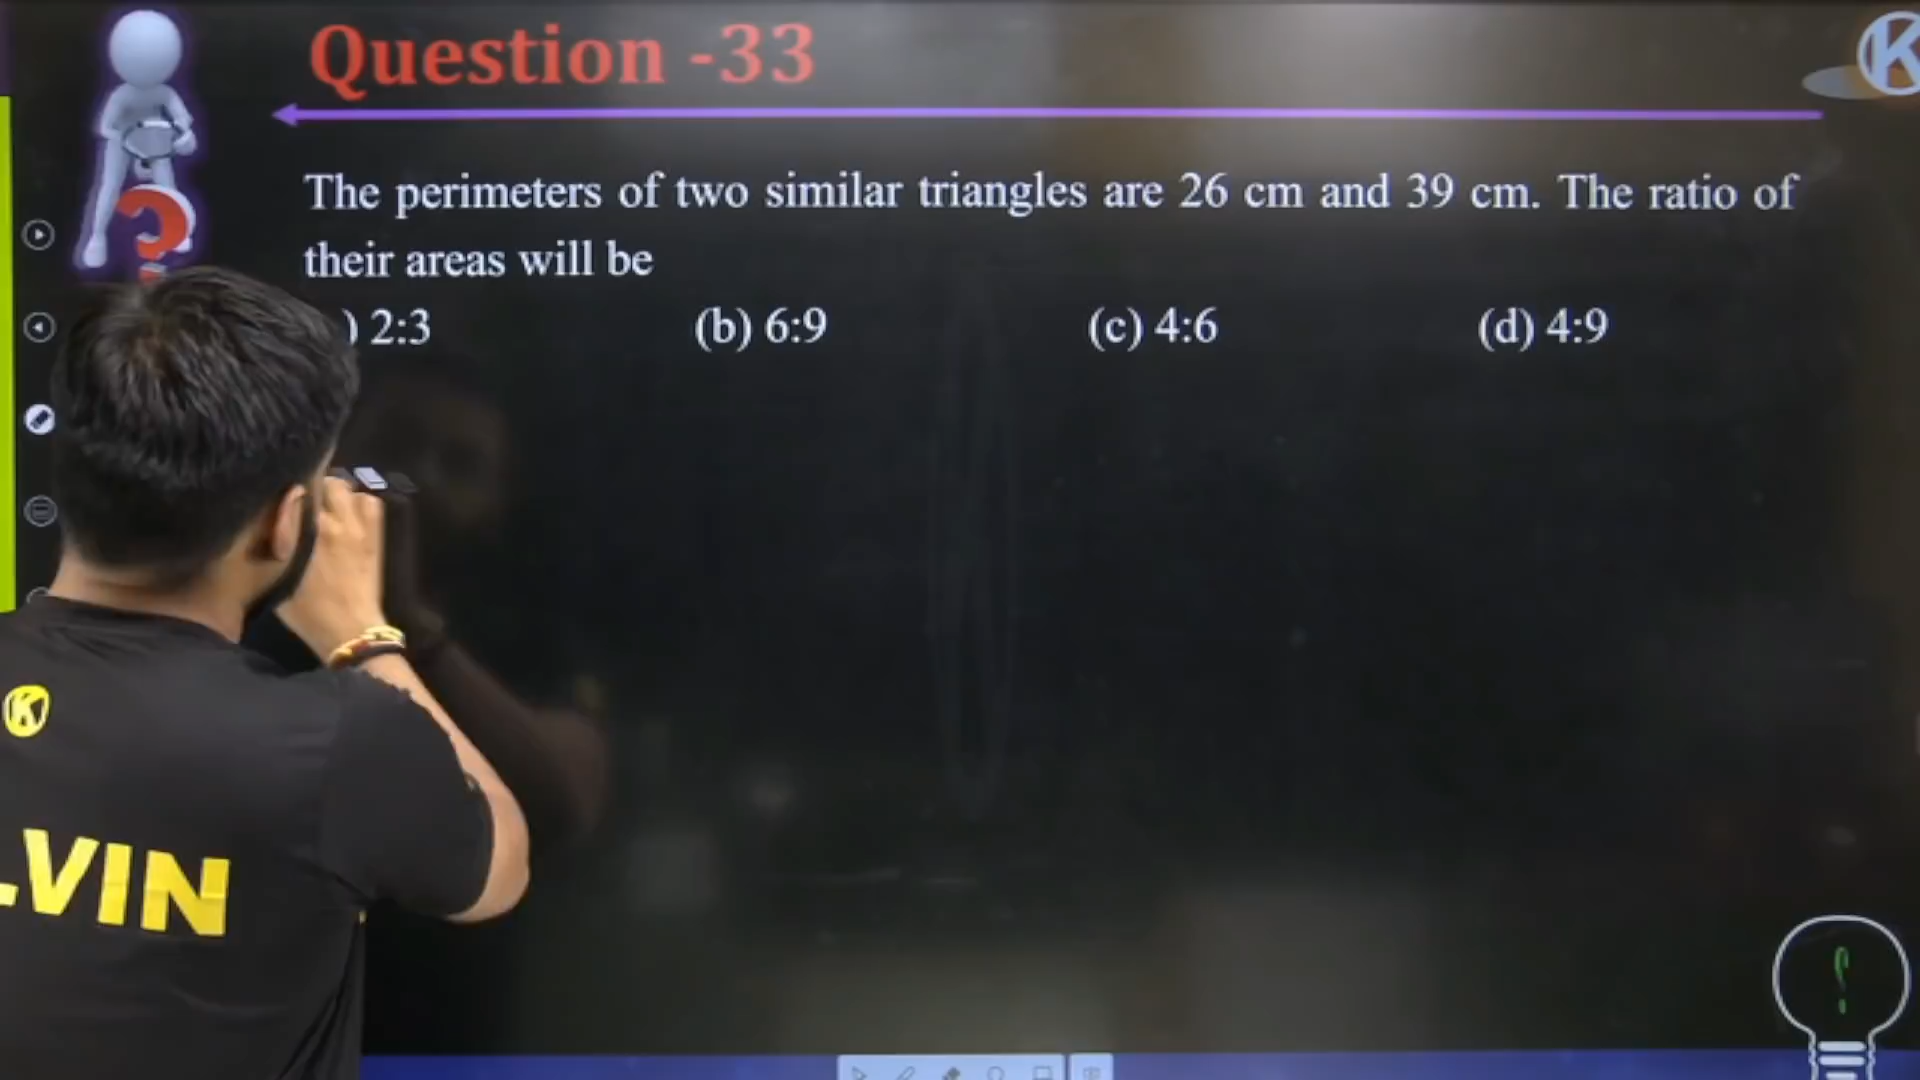 Question -33
K
The perimeters of two similar triangles are 26 cm and 39 cm. The ratio of
their areas will be
) 2:3 (b) 6:9 (c) 4:6 (d) 4:9
K
VIN